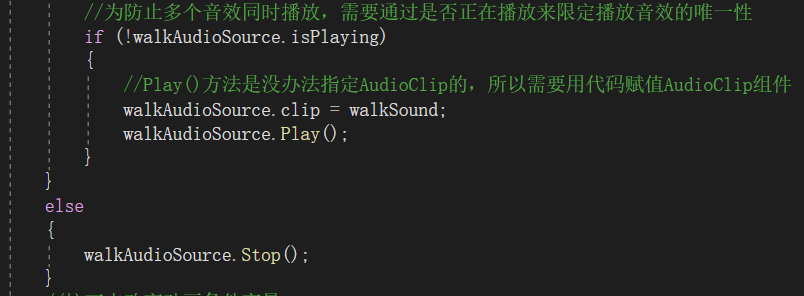 //为防止多个音效同时播放，需要通过是否正在播放来限定播放音效的唯一性
if (!walkAudioSource.isPlaying)
{
//Play()方法是没办法指定AudioClip的，所以需要用代码赋值AudioClip组件
walkAudioSource.clip = walkSound;
walkAudioSource.Play();
}
}
else
{
walkAudioSource.Stop();
}